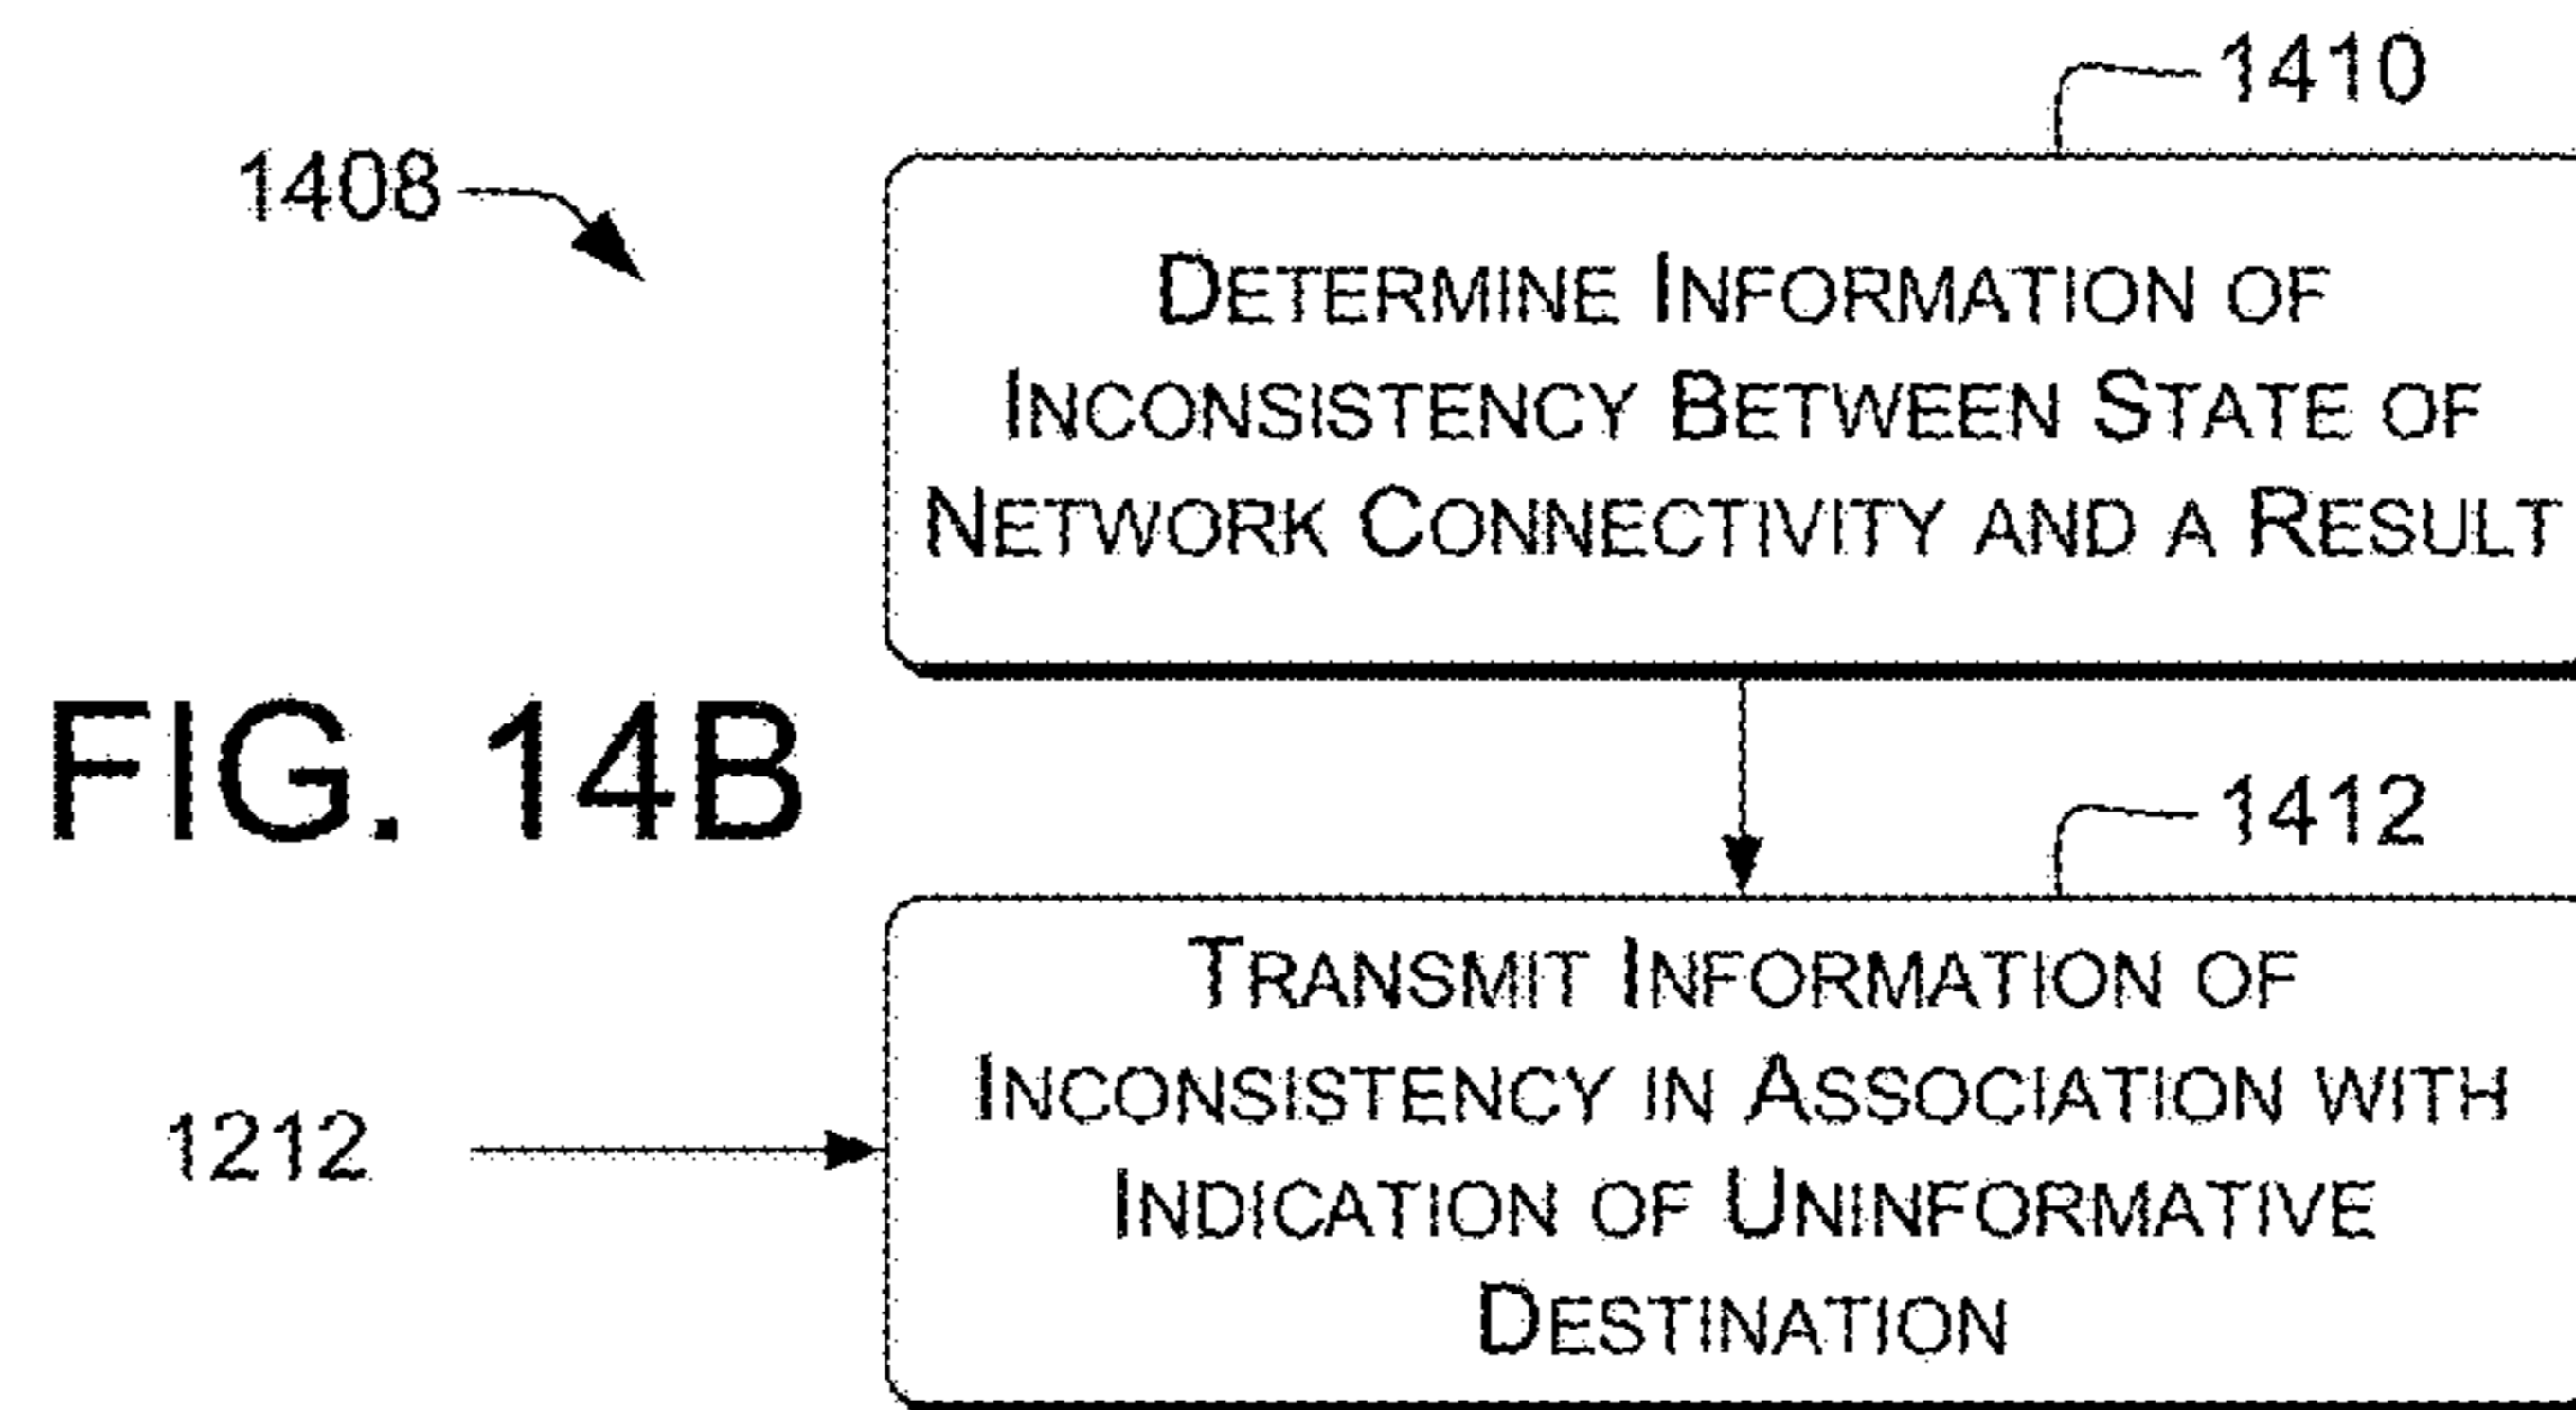 1410
1408
DETERMINE INFORMATION OF
INCONSISTENCY BETWEEN STATE OF
NETWORK CONNECTIVITY AND A RESULT
FIG. 14B
1412
TRANSMIT INFORMATION OF
INCONSISTENCY IN ASSOCIATION WITH
1212
INDICATION OF UNINFORMATIVE
DESTINATION